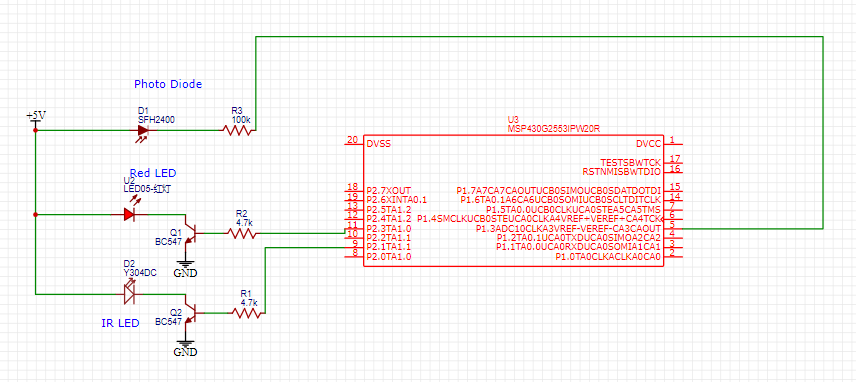 Photo Diode
+5V
D1
SFH2400
R3
100k
U3
MSP430G2553IPW20R
20
DVSS
DVCC
1
TESTSBWTCK
17
RSTNMISBWTDIO
16
Red LED
U2
18
P2.7XOUT
P1.7A7CA7CAOUTUCB0SIMOUCB0SDATDOTDI
15
19
P2.6XINTA0.1
P1.6TA0.1A6CA6UCB0SOMIUCB0SCLTDITCLK
14
13
P2.5TA1.2
P1.5TA0.0UCB0CLKUCA0STEA5CA5TMS
7
12
P2.4TA1.2
P1.4SMCLKUCB0STEUCA0CLKA4VREF+VEREF+CA4TCK
6
11
P2.3TA1.0
P1.3ADC10CLKA3VREF-VEREF-CA3CAOUT
5
10
P2.2TA1.1
P1.2TA0.1UCA0TXDUCA0SIMOA2CA2
4
9
P2.1TA1.1
P1.1TA0.0UCA0RXDUCA0SOMIA1CA1
3
8
P2.0TA1.0
P1.0TA0CLKACLKA0CA0
2
R2
4.7k
Q1
BC547
GND
D2
Y304DC
R1
4.7k
Q2
BC547
IR LED
GND